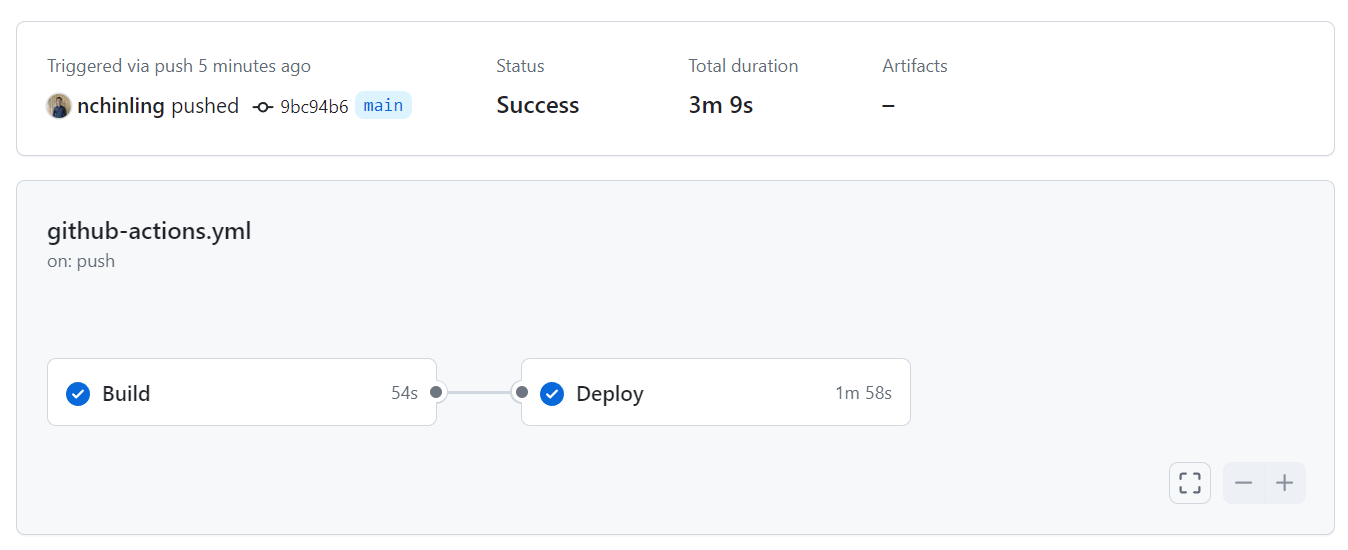 Triggered via push 5 minutes ago
nchinling pushed 9bc94b6 main
Status
Success
Total duration
3m 9s
Artifacts
–
github-actions.yml
on: push
Build 54s
Deploy 1m 58s